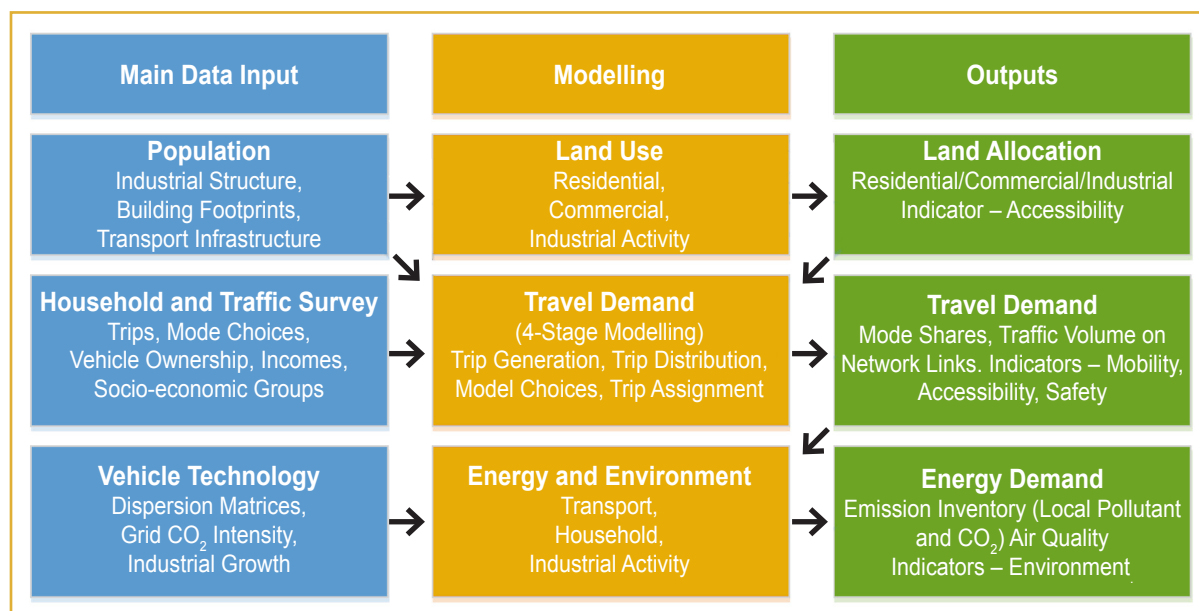 Main Data Input
Modelling
Outputs
Population
Industrial Structure,
Building Footprints,
Transport Infrastructure
Land Use
Residential,
Commercial,
Industrial Activity
Land Allocation
Residential/Commercial/Industrial
Indicator – Accessibility
Household and Traffic Survey
Trips, Mode Choices,
Vehicle Ownership, Incomes,
Socio-economic Groups
Travel Demand
(4-Stage Modelling)
Trip Generation, Trip Distribution,
Model Choices, Trip Assignment
Travel Demand
Mode Shares, Traffic Volume on
Network Links. Indicators – Mobility,
Accessibility, Safety
Vehicle Technology
Dispersion Matrices,
Grid CO₂ Intensity,
Industrial Growth
Energy and Environment
Transport,
Household,
Industrial Activity
Energy Demand
Emission Inventory (Local Pollutant
and CO₂) Air Quality
Indicators – Environment